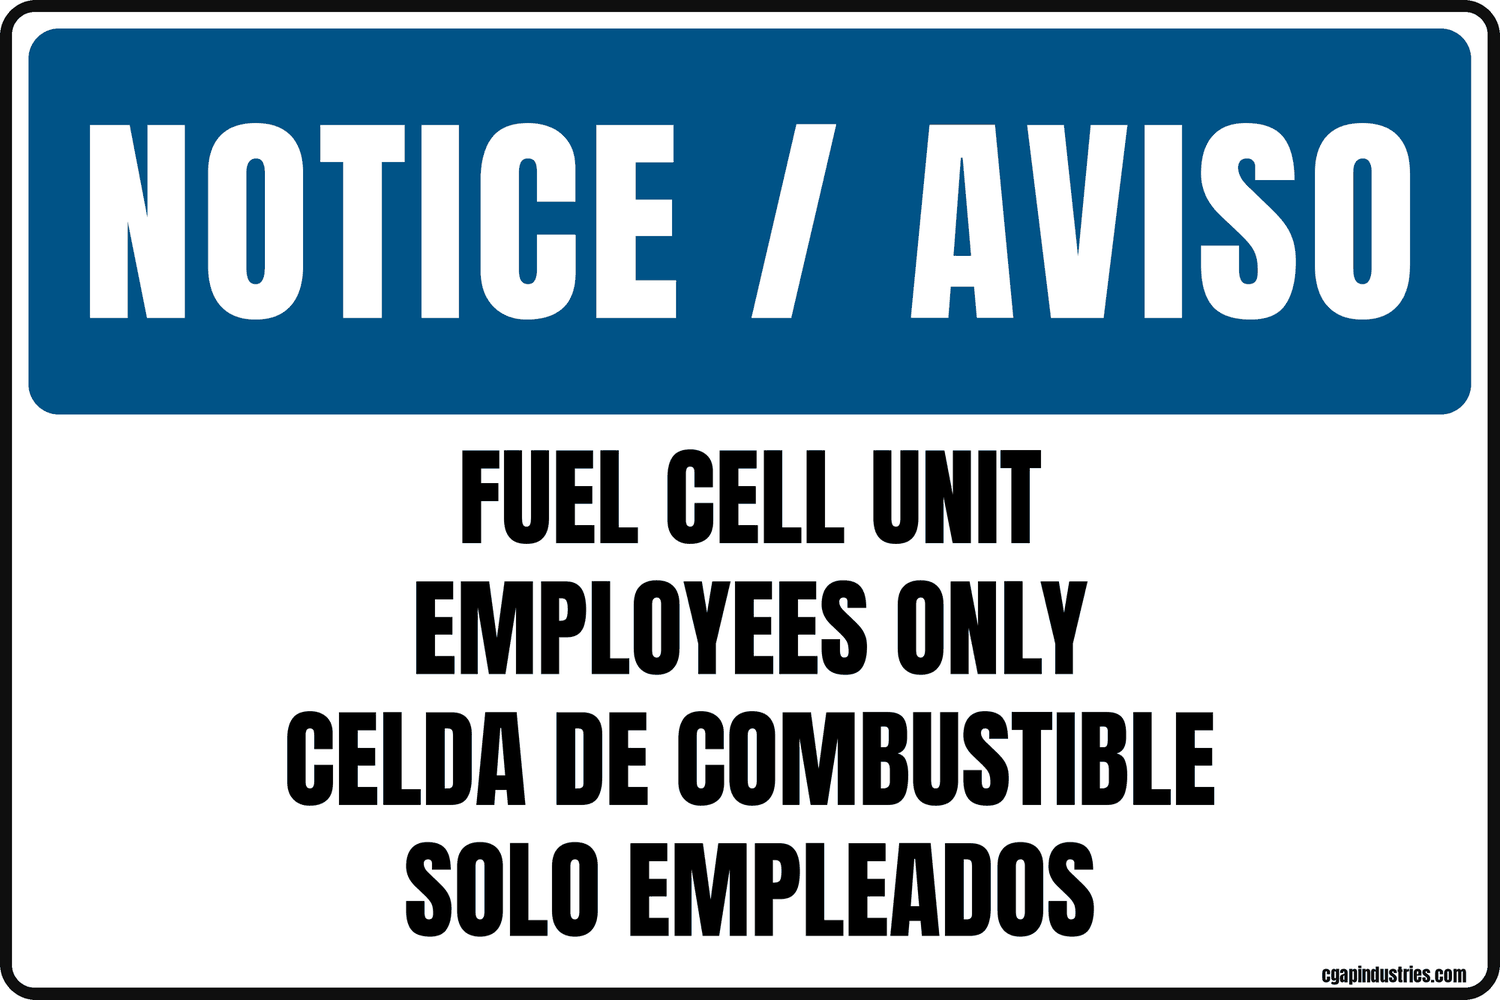 NOTICE / AVISO
FUEL CELL UNIT
EMPLOYEES ONLY
CELDA DE COMBUSTIBLE
SOLO EMPLEADOS
cgapindustries.com